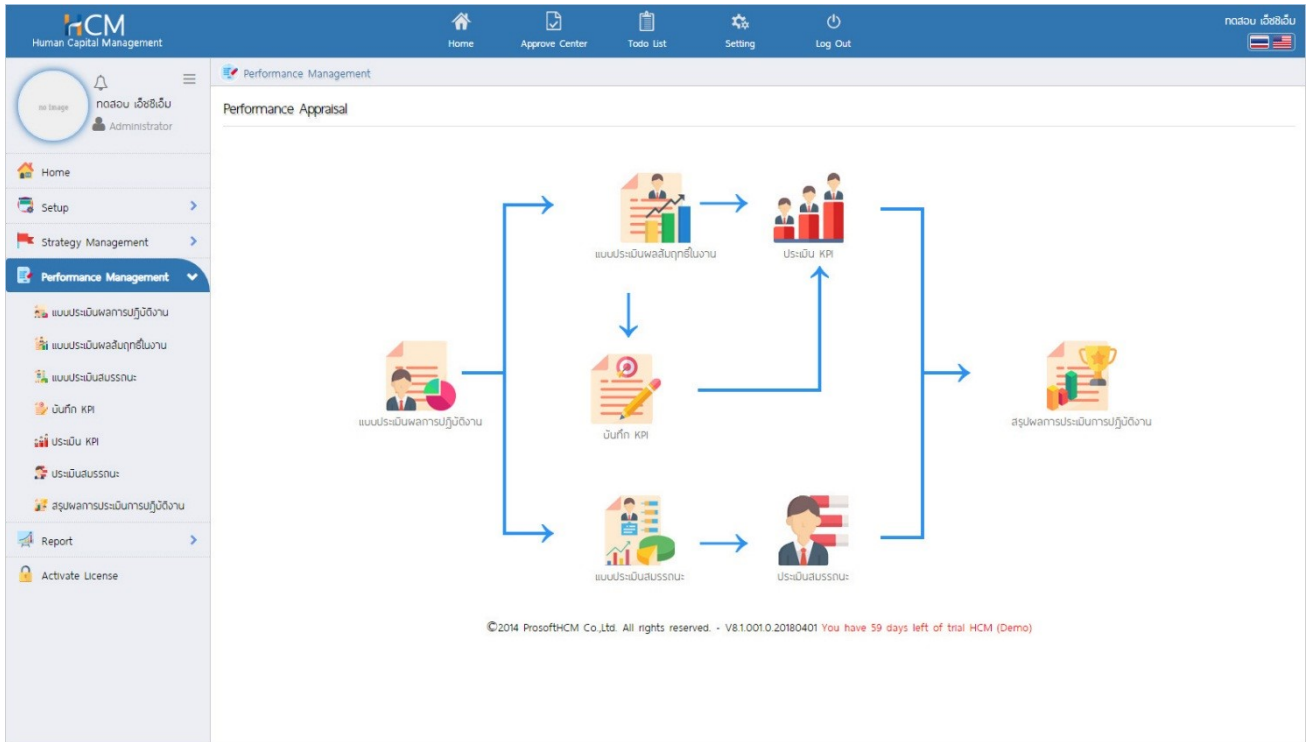 HCM
Human Capital Management
Home
Approve Center
Todo List
Setting
Log Out
ทดสอบ เอ็ชซิเอ็ม
no image
ทดสอบ เอ็ชซิเอ็ม
Administrator
Home
Setup
Strategy Management
Performance Management
แบบประเมินผลการปฏิบัติงาน
แบบประเมินผลสัมฤทธิ์ในงาน
แบบประเมินสมรรถนะ
บันทึก KPI
ประเมิน KPI
ประเมินสมรรถนะ
สรุปผลการประเมินการปฏิบัติงาน
Report
Activate License
Performance Management
Performance Appraisal
แบบประเมินผลสัมฤทธิ์ในงาน
ประเมิน KPI
แบบประเมินผลการปฏิบัติงาน
บันทึก KPI
สรุปผลการประเมินการปฏิบัติงาน
แบบประเมินสมรรถนะ
ประเมินสมรรถนะ
©2014 ProsoftHCM Co.,Ltd. All rights reserved. - V8.1.001.0.20180401 You have 59 days left of trial HCM (Demo)